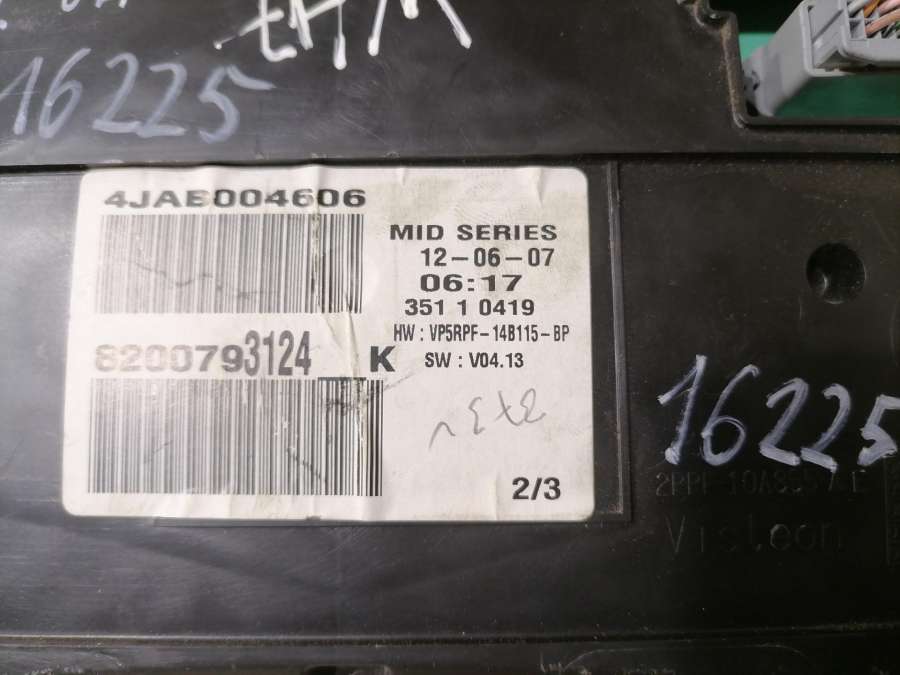 16225
4JAB004606
MID SERIES
12-06-07
06:17
351 1 0419
HW : VP5RPF-14B115-BP
8200793124_K
SW : V04.13
2/3
16225
Visteon